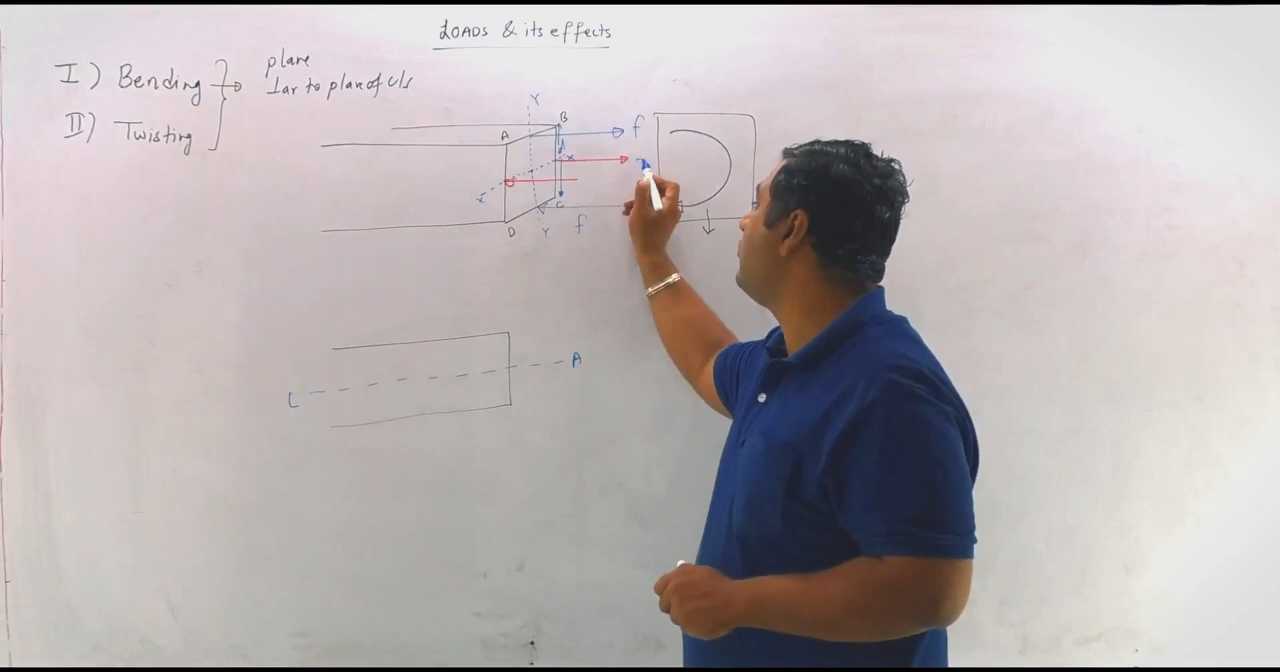 LOADS & its effects
I) Bending
plane
⊥ar to plane of c/s
II) Twisting
Y
B
A
f
X
X
C
D
Y
f
A
L